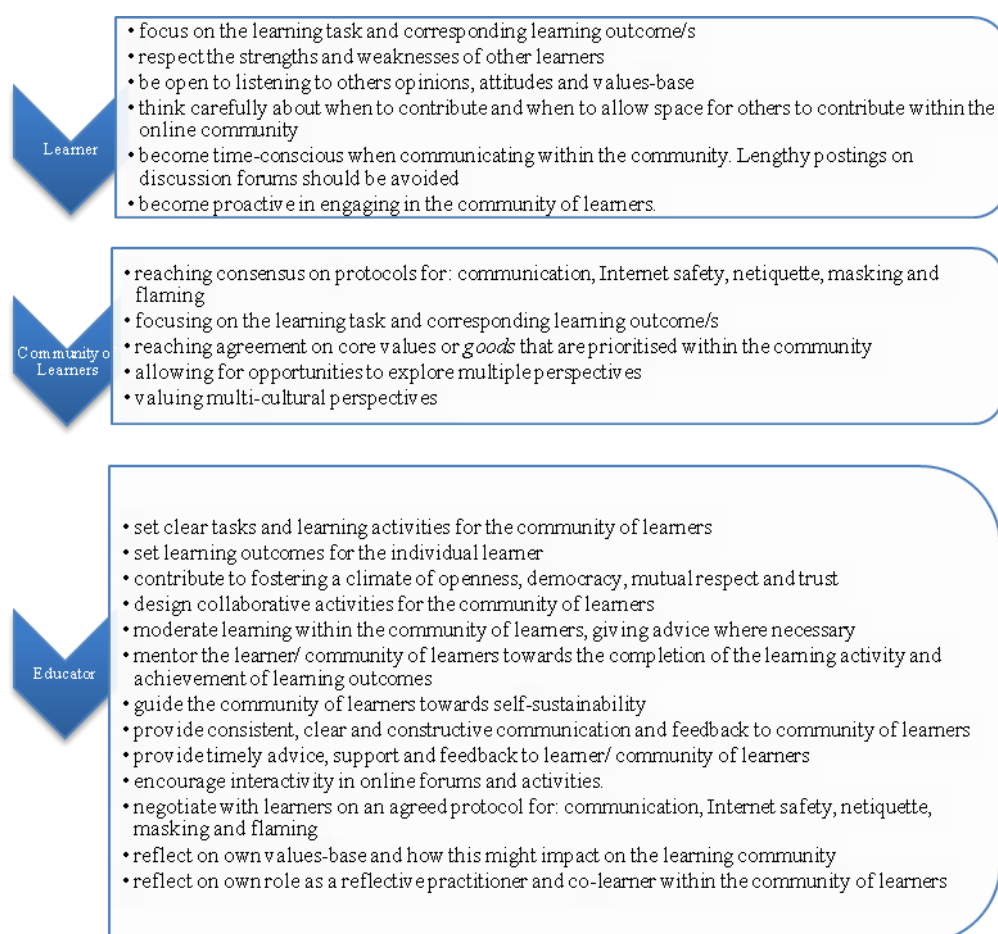 • focus on the learning task and corresponding learning outcome/s
• respect the strengths and weaknesses of other learners
• be open to listening to others opinions, attitudes and values-base
• think carefully about when to contribute and when to allow space for others to contribute within the
online community
• become time-conscious when communicating within the community. Lengthy postings on
discussion forums should be avoided
• become proactive in engaging in the community of learners.
Learner
• reaching consensus on protocols for: communication, Internet safety, netiquette, masking and
flaming
• focusing on the learning task and corresponding learning outcome/s
• reaching agreement on core values or goods that are prioritised within the community
• allowing for opportunities to explore multiple perspectives
• valuing multi-cultural perspectives
Community o
Learners
• set clear tasks and learning activities for the community of learners
• set learning outcomes for the individual learner
• contribute to fostering a climate of openness, democracy, mutual respect and trust
• design collaborative activities for the community of learners
• moderate learning within the community of learners, giving advice where necessary
• mentor the learner/ community of learners towards the completion of the learning activity and
achievement of learning outcomes
• guide the community of learners towards self-sustainability
• provide consistent, clear and constructive communication and feedback to community of learners
• provide timely advice, support and feedback to learner/ community of learners
• encourage interactivity in online forums and activities.
• negotiate with learners on an agreed protocol for: communication, Internet safety, netiquette,
masking and flaming
• reflect on own values-base and how this might impact on the learning community
• reflect on own role as a reflective practitioner and co-learner within the community of learners
Educator